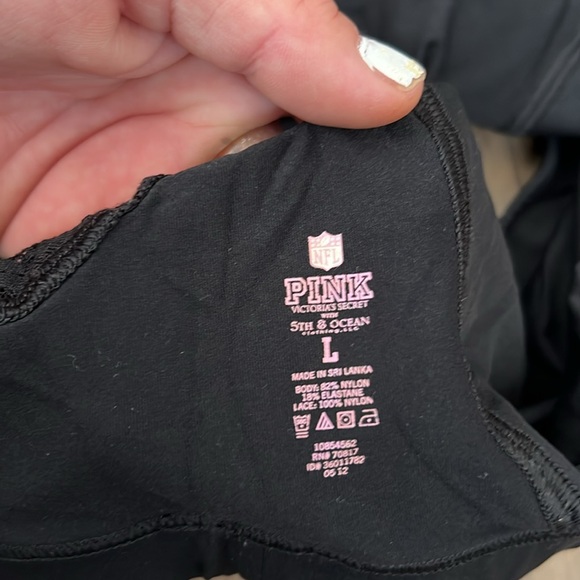 NFL
PINK
VICTORIA'S SECRET
WITH
5TH & OCEAN
CLOTHING, LLC
L
MADE IN SRI LANKA
BODY: 82% NYLON
18% ELASTANE
LACE: 100% NYLON
10854562
RN# 70817
ID# 36011782
05 12